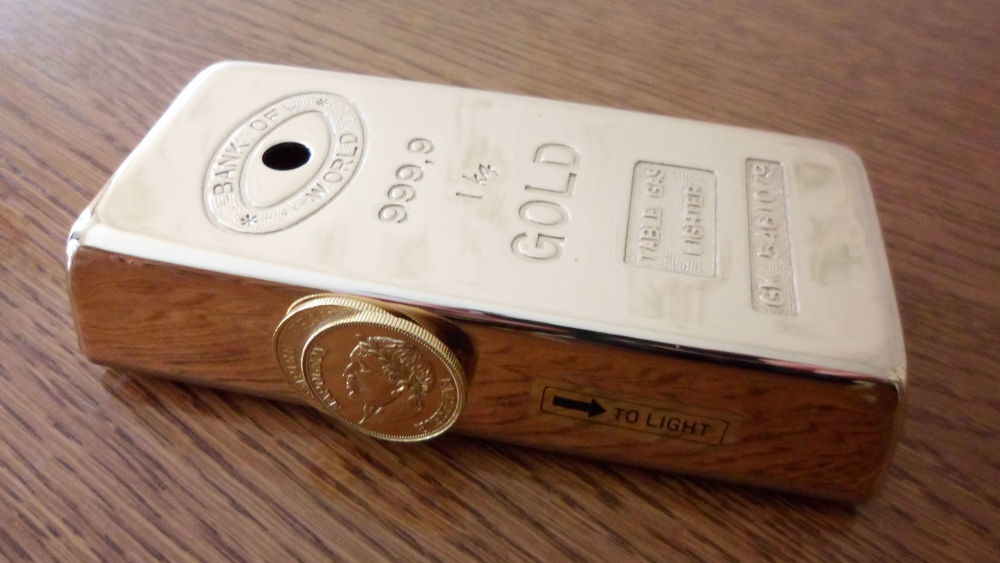 BANK OF
WORLD
999,9
1 kg
GOLD
TABLE GAS
LIGHTER
TO LIGHT